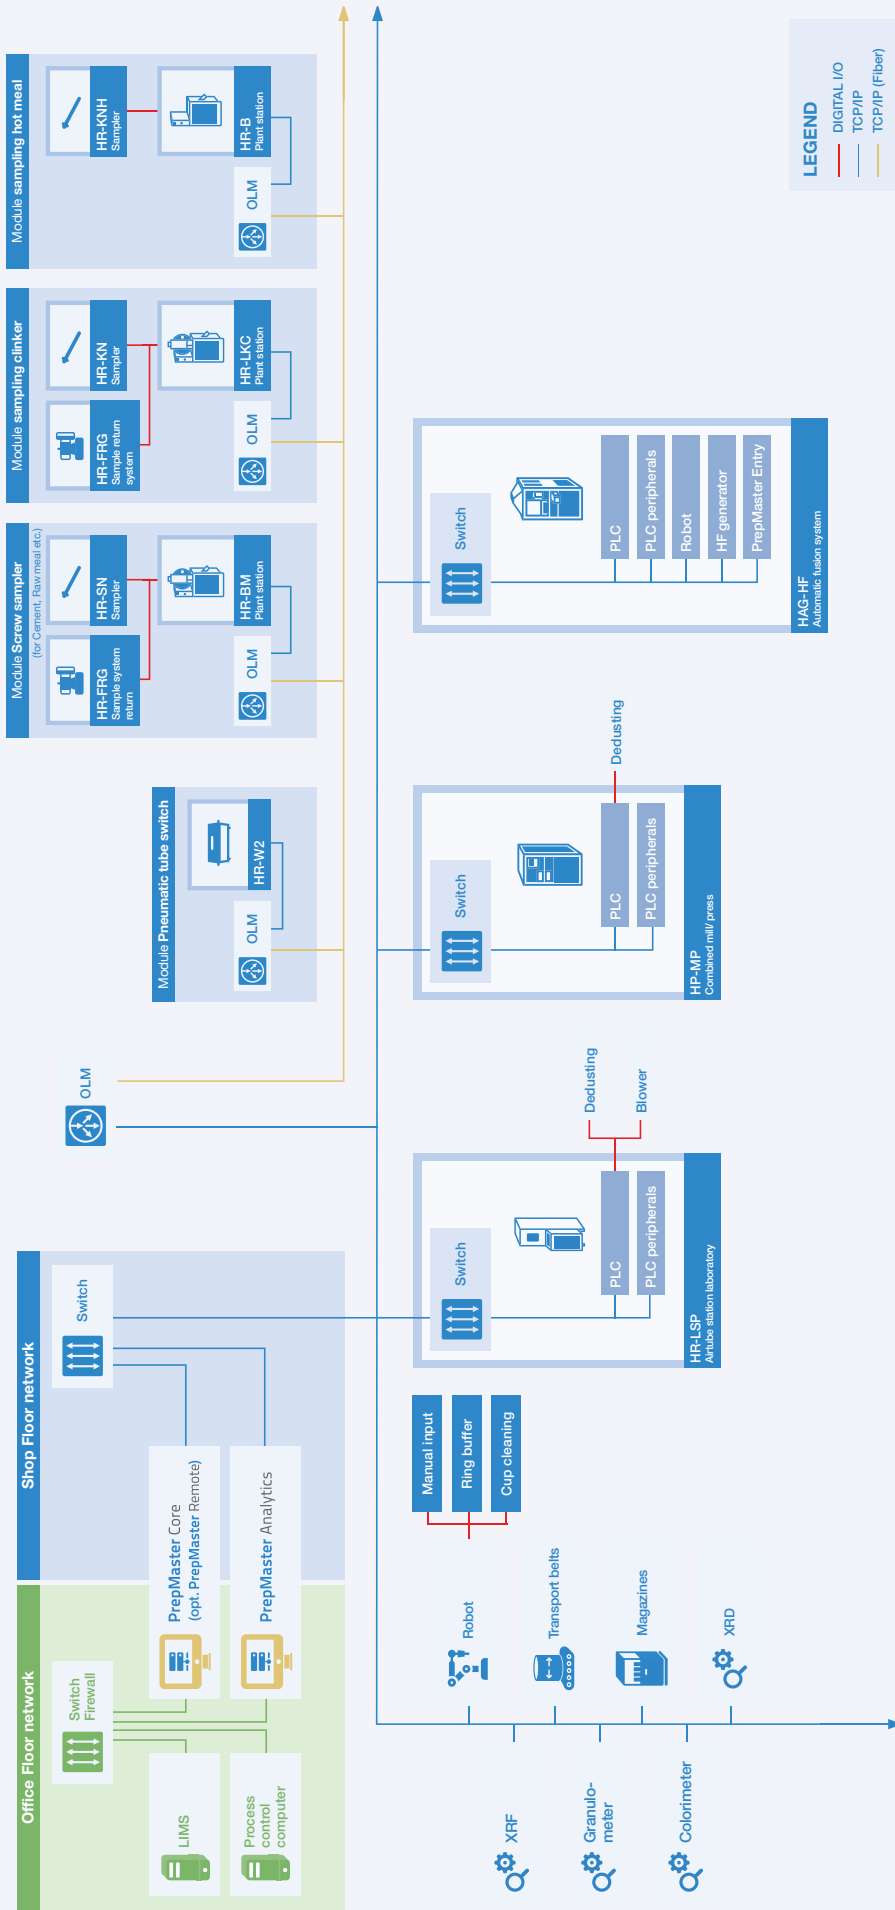 Office Floor network
Switch
Firewall
LIMS
Process
control
computer
Shop Floor network
Switch
PrepMaster Core
(opt. PrepMaster Remote)
PrepMaster Analytics
OLM
Module Pneumatic tube switch
OLM
HR-W2
Module Screw sampler
(for Cement, Raw meal etc.)
HR-FRG
Sample system
return
HR-SN
Sampler
OLM
HR-BM
Plant station
Module sampling clinker
HR-FRG
Sample return
system
HR-KN
Sampler
OLM
HR-LKC
Plant station
Module sampling hot meal
HR-KNH
Sampler
OLM
HR-B
Plant station
XRF
Granulo-
meter
Colorimeter
Robot
Transport belts
Magazines
XRD
Manual input
Ring buffer
Cup cleaning
Switch
PLC
PLC peripherals
HR-LSP
Airtube station laboratory
Dedusting
Blower
Switch
PLC
PLC peripherals
HP-MP
Combined mill/ press
Dedusting
Switch
PLC
PLC peripherals
Robot
HF generator
PrepMaster Entry
HAG-HF
Automatic fusion system
LEGEND
DIGITAL I/O
TCP/IP
TCP/IP (Fiber)